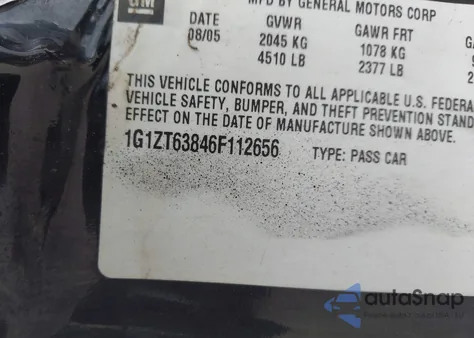 GM
MFD BY GENERAL MOTORS CORP
DATE GVWR GAWR FRT
08/05 2045 KG 1078 KG
4510 LB 2377 LB
THIS VEHICLE CONFORMS TO ALL APPLICABLE U.S. FEDERA
VEHICLE SAFETY, BUMPER, AND THEFT PREVENTION STAND
EFFECT ON THE DATE OF MANUFACTURE SHOWN ABOVE.
1G1ZT63846F112656 TYPE: PASS CAR
autoSnap